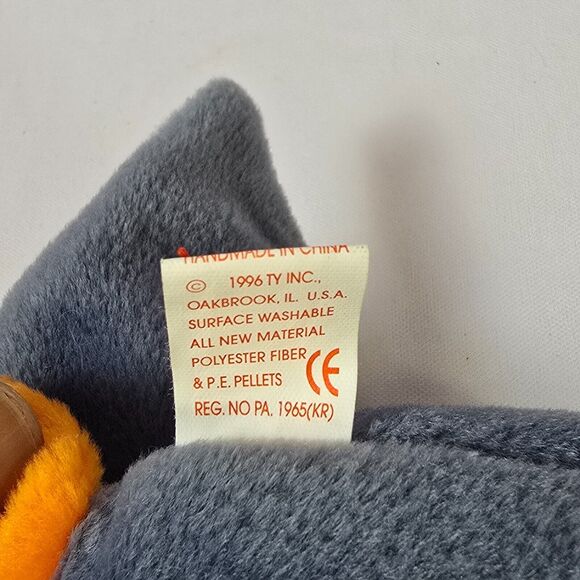 HANDMADE IN CHINA
© 1996 TY INC.,
OAKBROOK, IL. U.S.A.
SURFACE WASHABLE
ALL NEW MATERIAL
POLYESTER FIBER
& P.E. PELLETS CE
REG. NO PA. 1965(KR)